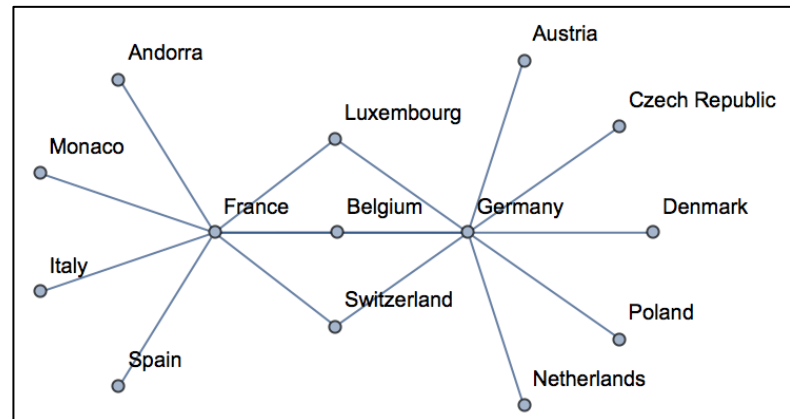 Austria
Andorra
Czech Republic
Luxembourg
Monaco
France
Belgium
Germany
Denmark
Italy
Switzerland
Poland
Spain
Netherlands